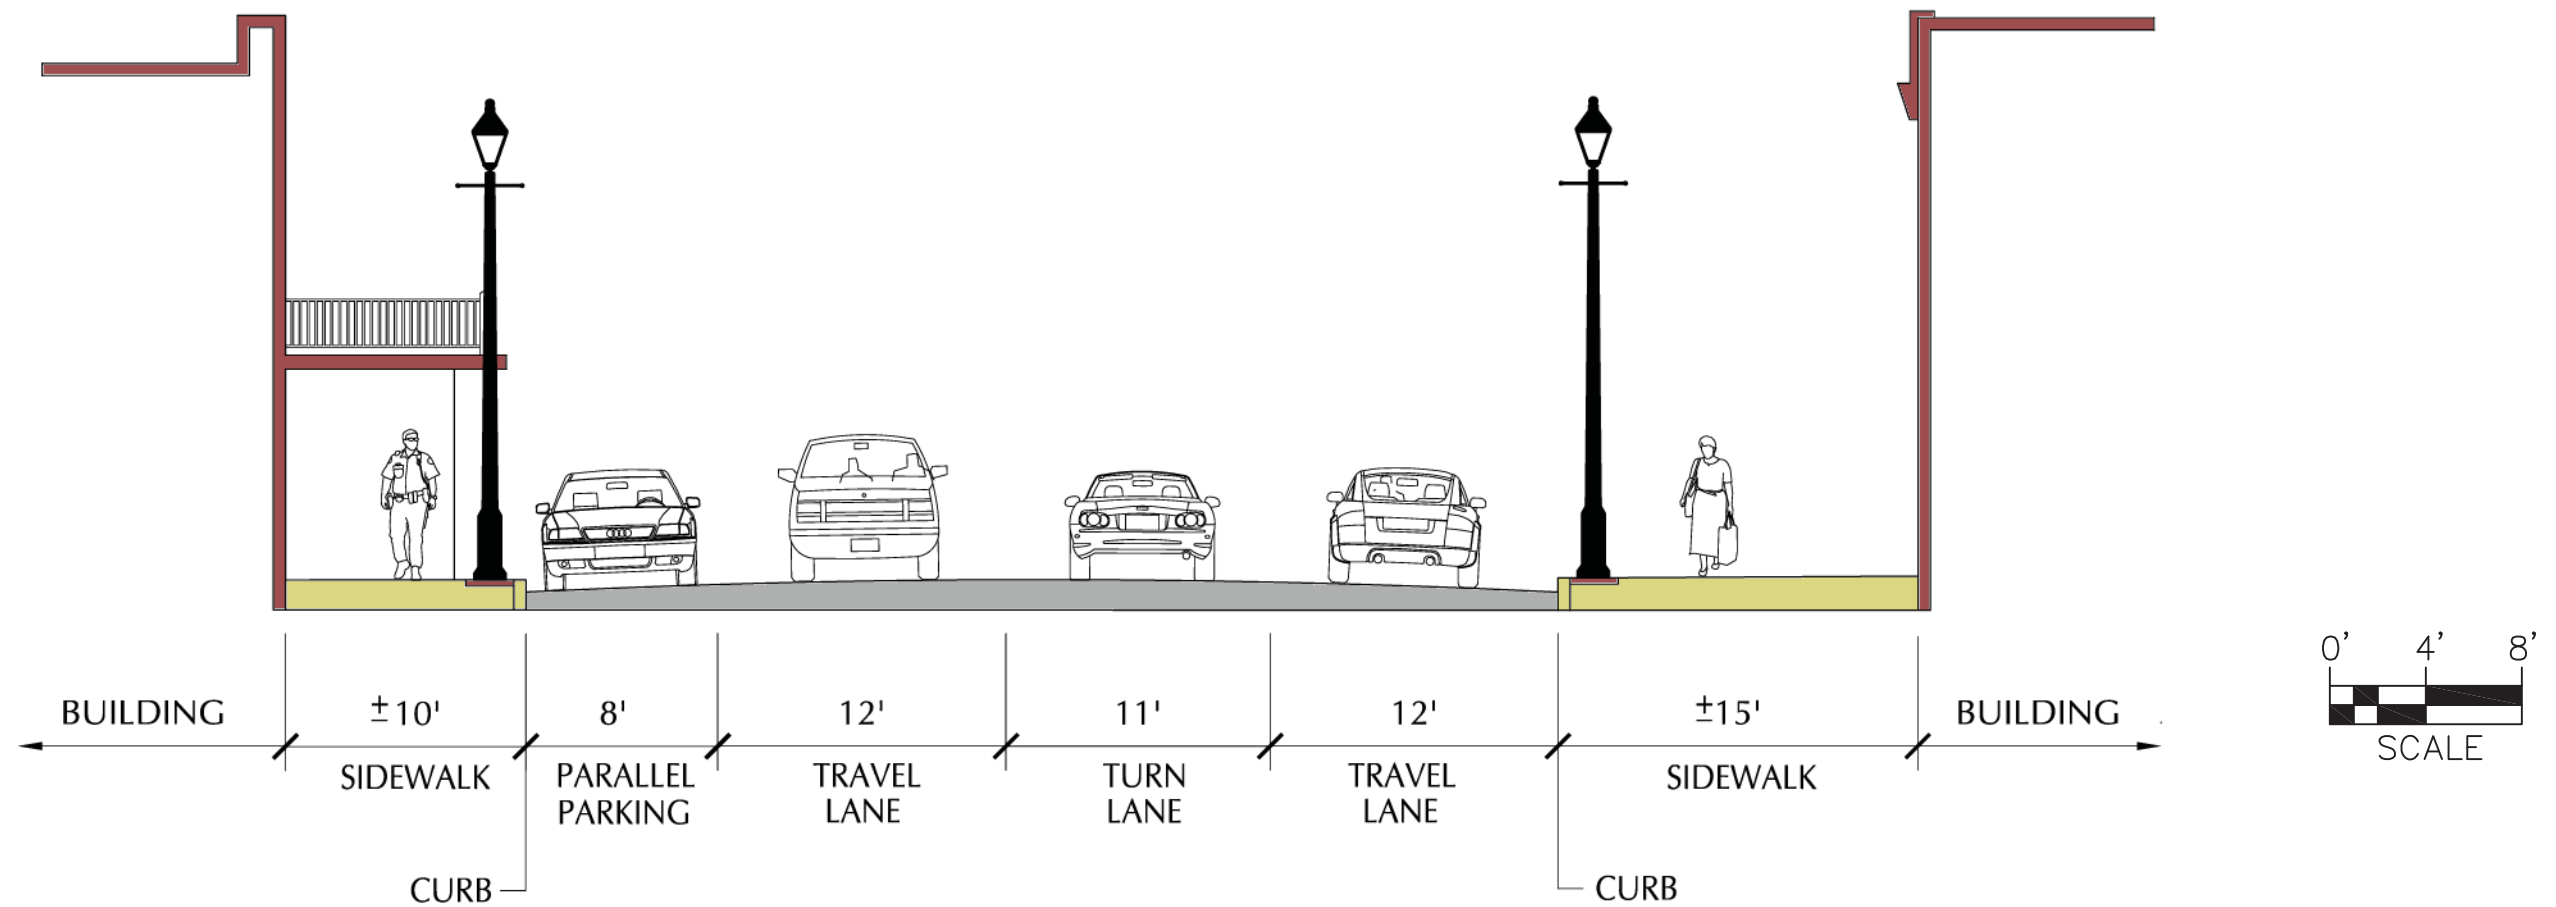 0' 4' 8'
BUILDING ±10' 8' 12' 11' 12' ±15' BUILDING
SIDEWALK PARALLEL TRAVEL TURN TRAVEL SIDEWALK
PARKING LANE LANE LANE
SCALE
CURB CURB